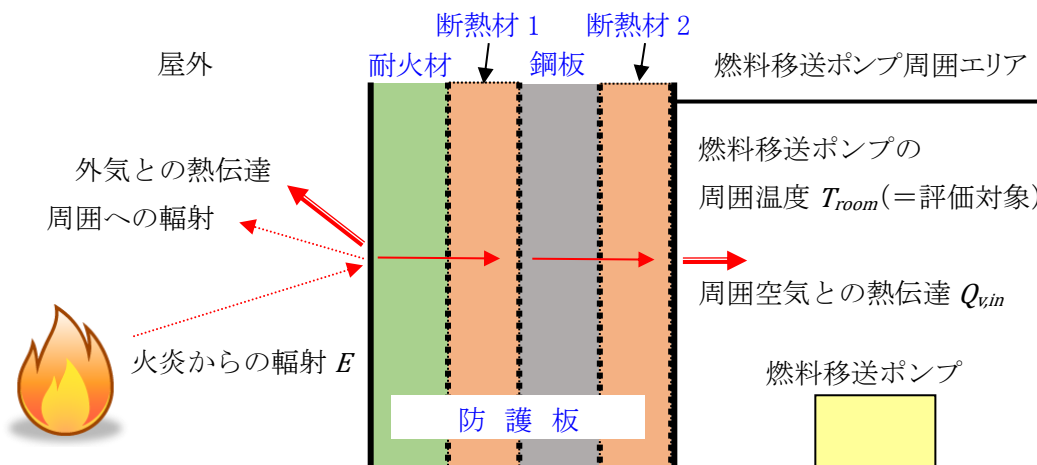 断熱材 1
断熱材 2
屋外
耐火材
鋼板
燃料移送ポンプ周囲エリア
外気との熱伝達
周囲への輻射
燃料移送ポンプの
周囲温度 Troom(＝評価対象)
周囲空気との熱伝達 Qv,in
火炎からの輻射 E
燃料移送ポンプ
防 護 板